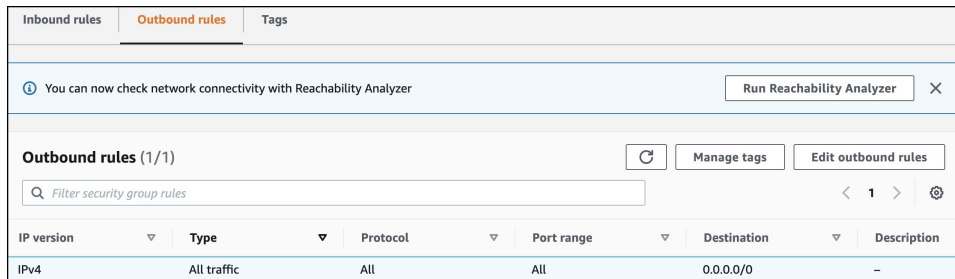 Inbound rules Outbound rules Tags
You can now check network connectivity with Reachability Analyzer Run Reachability Analyzer
Outbound rules (1/1) Manage tags Edit outbound rules
Filter security group rules 1
IP version Type Protocol Port range Destination Description
IPv4 All traffic All All 0.0.0.0/0 –